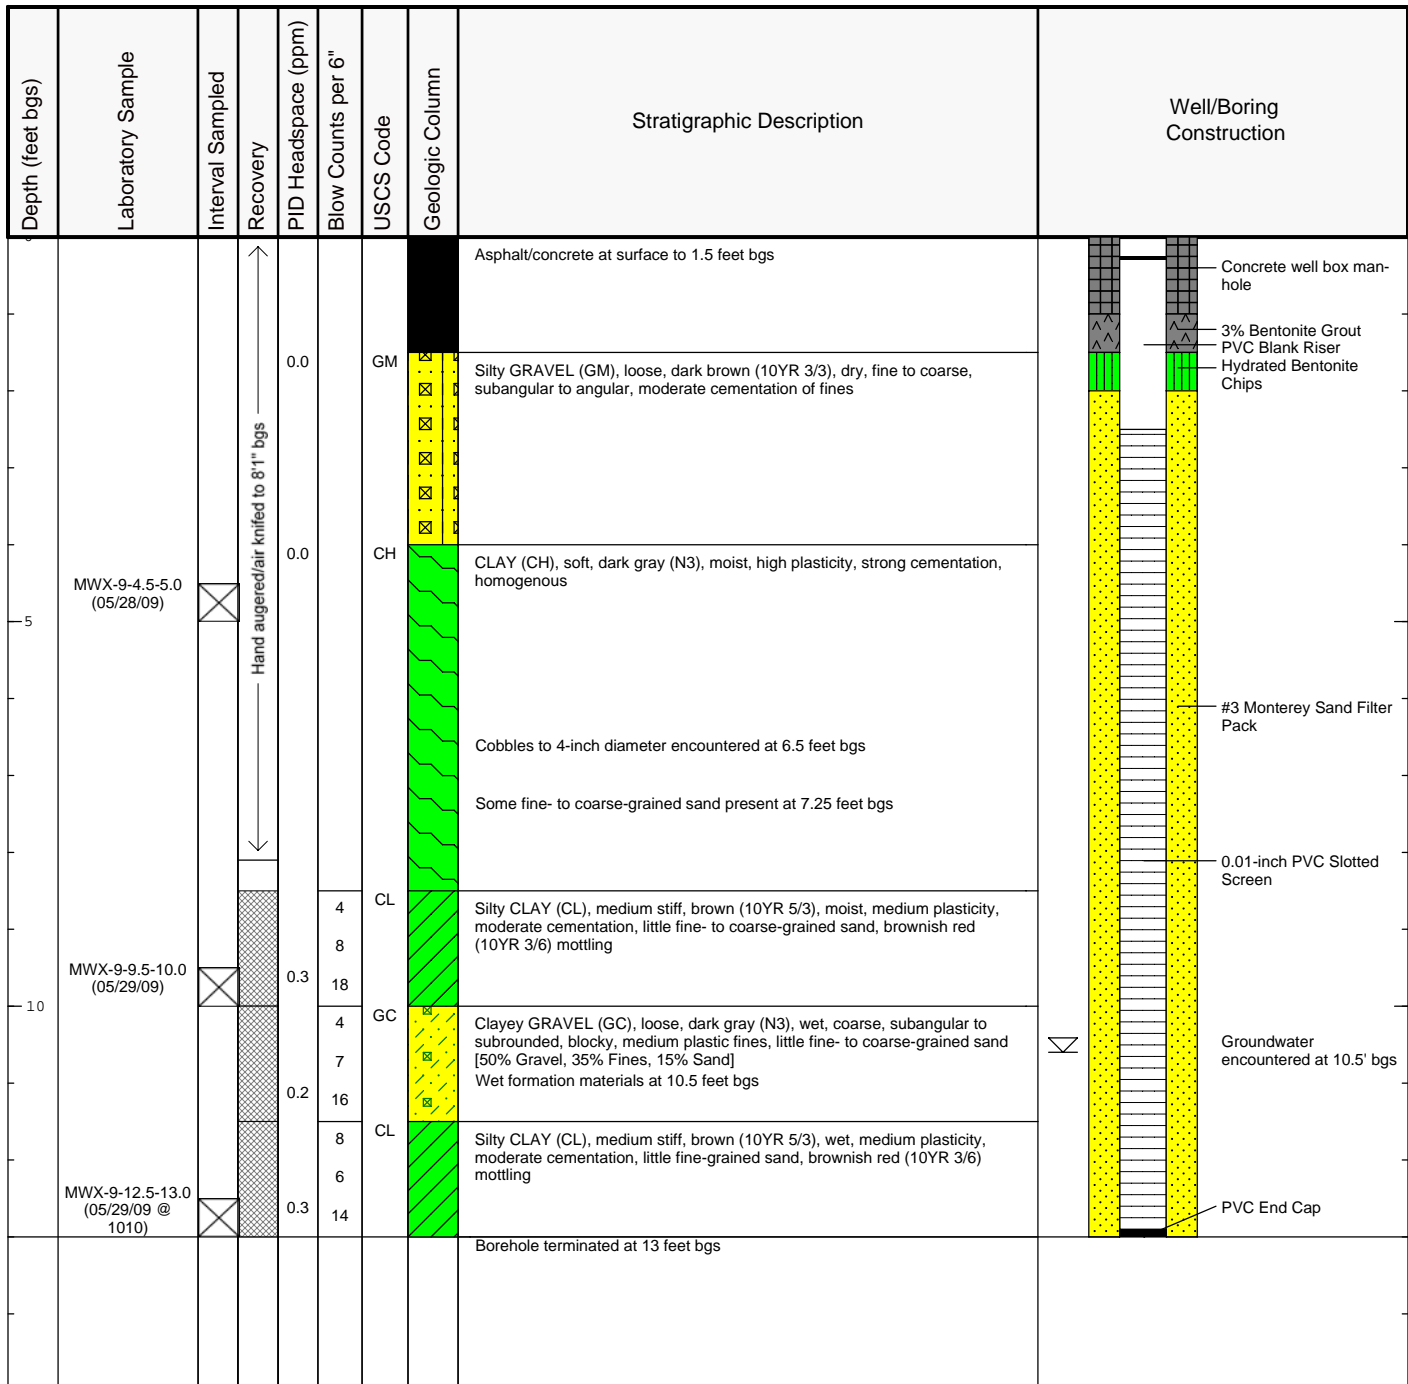 Depth (feet bgs)
Laboratory Sample
Interval Sampled
Recovery
PID Headspace (ppm)
Blow Counts per 6"
USCS Code
Geologic Column
Stratigraphic Description
Well/Boring
Construction
Asphalt/concrete at surface to 1.5 feet bgs
Concrete well box man-
hole
3% Bentonite Grout
PVC Blank Riser
Hydrated Bentonite
Chips
Hand augered/air knifed to 8'1" bgs
0.0
GM
Silty GRAVEL (GM), loose, dark brown (10YR 3/3), dry, fine to coarse,
subangular to angular, moderate cementation of fines
0.0
CH
CLAY (CH), soft, dark gray (N3), moist, high plasticity, strong cementation,
homogenous
MWX-9-4.5-5.0
(05/28/09)
5
#3 Monterey Sand Filter
Pack
Cobbles to 4-inch diameter encountered at 6.5 feet bgs
Some fine- to coarse-grained sand present at 7.25 feet bgs
0.01-inch PVC Slotted
Screen
4
8
18
CL
Silty CLAY (CL), medium stiff, brown (10YR 5/3), moist, medium plasticity,
moderate cementation, little fine- to coarse-grained sand, brownish red
(10YR 3/6) mottling
MWX-9-9.5-10.0
(05/29/09)
0.3
10
4
7
16
GC
Clayey GRAVEL (GC), loose, dark gray (N3), wet, coarse, subangular to
subrounded, blocky, medium plastic fines, little fine- to coarse-grained sand
[50% Gravel, 35% Fines, 15% Sand]
Wet formation materials at 10.5 feet bgs
Groundwater
encountered at 10.5' bgs
0.2
8
6
14
CL
Silty CLAY (CL), medium stiff, brown (10YR 5/3), wet, medium plasticity,
moderate cementation, little fine-grained sand, brownish red (10YR 3/6)
mottling
MWX-9-12.5-13.0
(05/29/09 @
1010)
0.3
PVC End Cap
Borehole terminated at 13 feet bgs